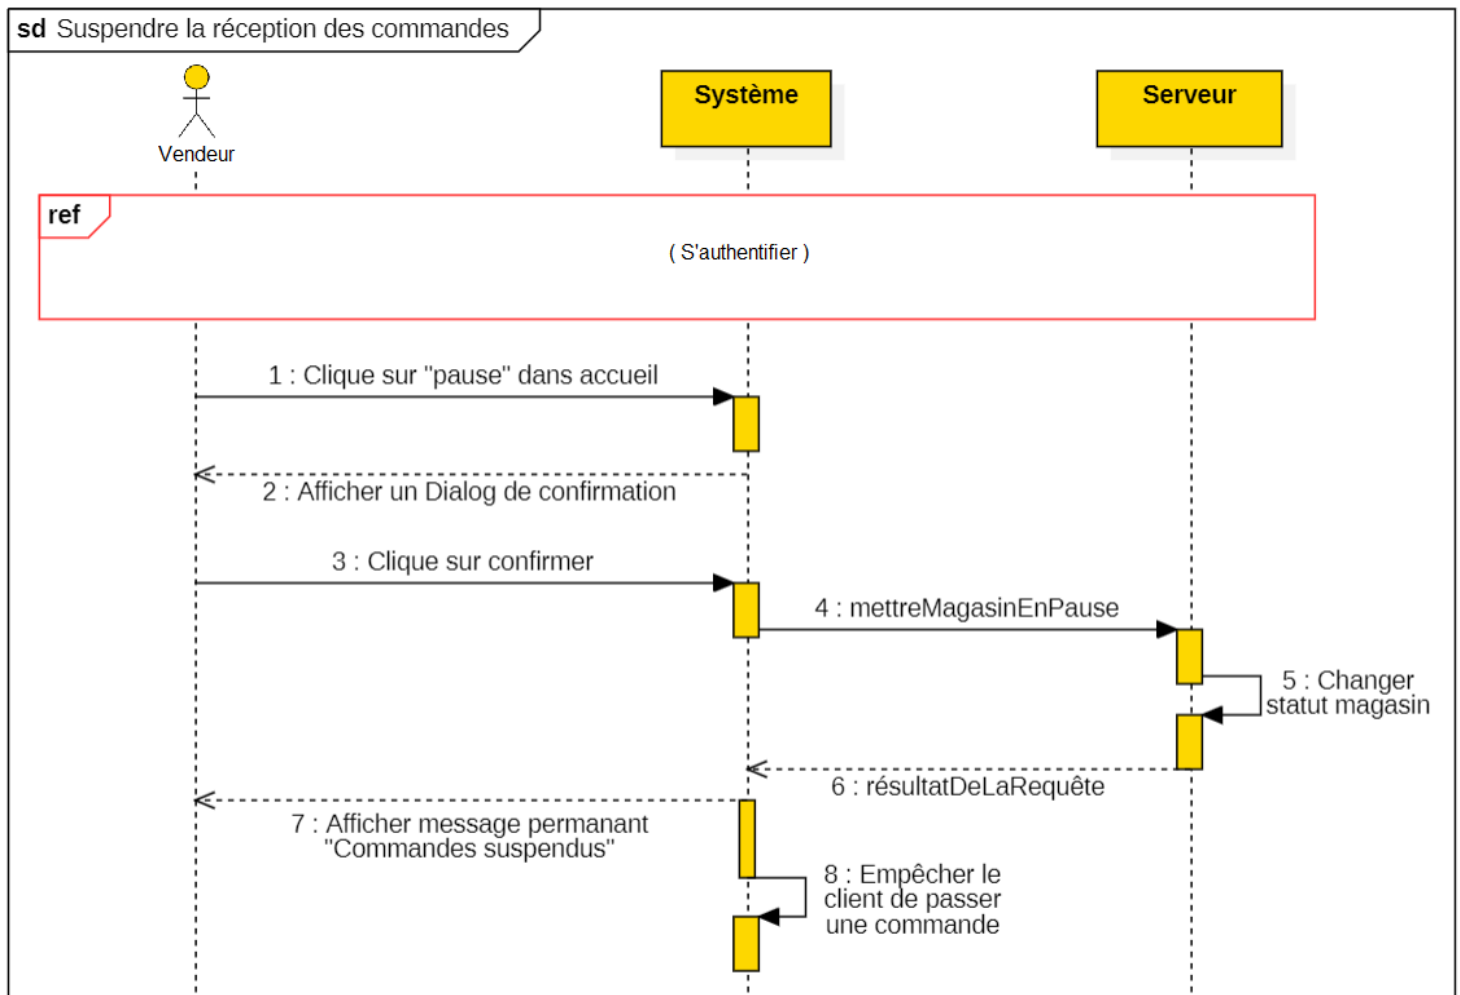 sd Suspendre la réception des commandes
Vendeur
Système
Serveur
ref
( S'authentifier )
1 : Clique sur "pause" dans accueil
2 : Afficher un Dialog de confirmation
3 : Clique sur confirmer
4 : mettreMagasinEnPause
5 : Changer
statut magasin
6 : résultatDeLaRequête
7 : Afficher message permanant
"Commandes suspendus"
8 : Empêcher le
client de passer
une commande